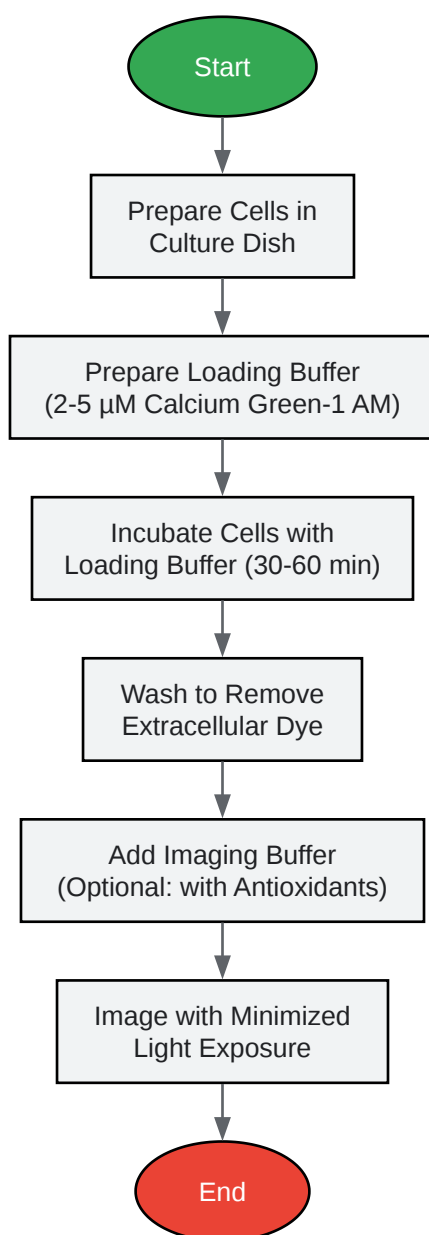 Start
Prepare Cells in
Culture Dish
Prepare Loading Buffer
(2-5 µM Calcium Green-1 AM)
Incubate Cells with
Loading Buffer (30-60 min)
Wash to Remove
Extracellular Dye
Add Imaging Buffer
(Optional: with Antioxidants)
Image with Minimized
Light Exposure
End